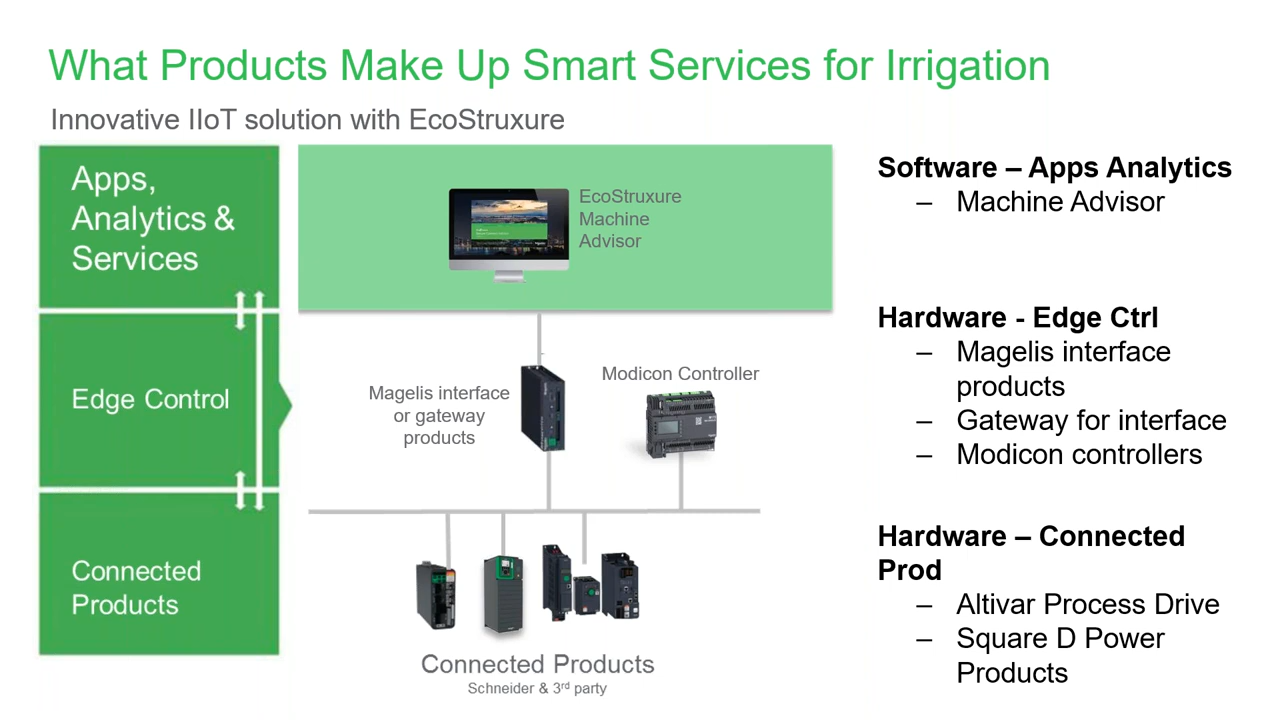 What Products Make Up Smart Services for Irrigation
Innovative IIoT solution with EcoStruxure
Apps,
Analytics &
Services
Edge Control
Connected
Products
EcoStruxure
Machine
Advisor
Magelis interface
or gateway
products
Modicon Controller
Connected Products
Schneider & 3rd party
Software – Apps Analytics
– Machine Advisor
Hardware - Edge Ctrl
– Magelis interface
products
– Gateway for interface
– Modicon controllers
Hardware – Connected
Prod
– Altivar Process Drive
– Square D Power
Products